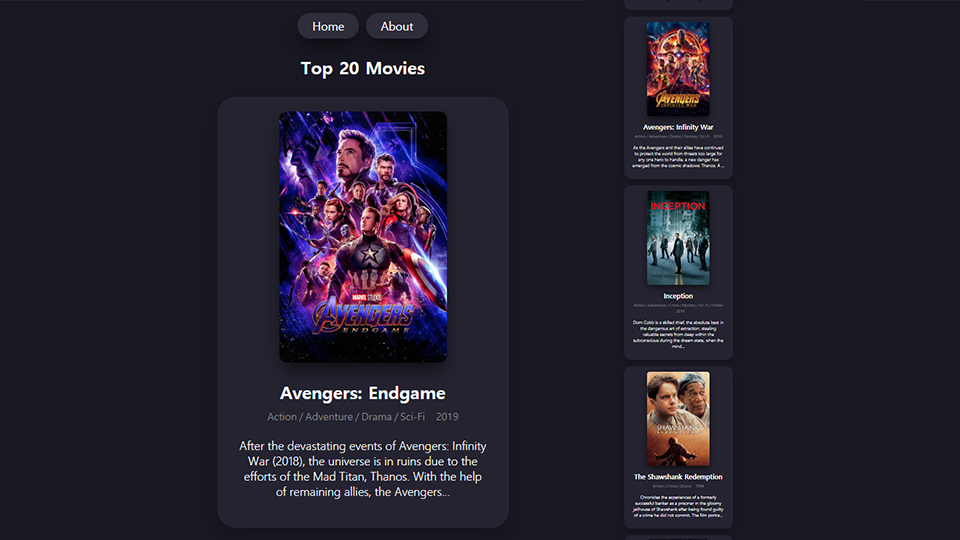 Home
About
Top 20 Movies
MARVEL STUDIOS
AVENGERS
ENDGAME
Avengers: Endgame
Action / Adventure / Drama / Sci-Fi 2019
After the devastating events of Avengers: Infinity
War (2018), the universe is in ruins due to the
efforts of the Mad Titan, Thanos. With the help
of remaining allies, the Avengers...
AVENGERS
INFINITY WAR
Avengers: Infinity War
Action / Adventure / Drama / Fantasy / Sci-Fi 2018
As the Avengers and their allies have continued
to protect the world from threats too large for
any one hero to handle, a new danger has
emerged from the cosmic shadows: Thanos. A ...
INCEPTION
Inception
Action / Adventure / Crime / Mystery / Sci-Fi / Thriller
2010
Dom Cobb is a skilled thief, the absolute best in
the dangerous art of extraction, stealing
valuable secrets from deep within the
subconscious during the dream state, when the
mind...
SHAWSHANK
REDEMPTION
The Shawshank Redemption
Action / Crime / Drama 1994
Chronicles the experiences of a formerly
successful banker as a prisoner in the gloomy
jailhouse of Shawshank after being found guilty
of a crime he did not commit. The film portra...